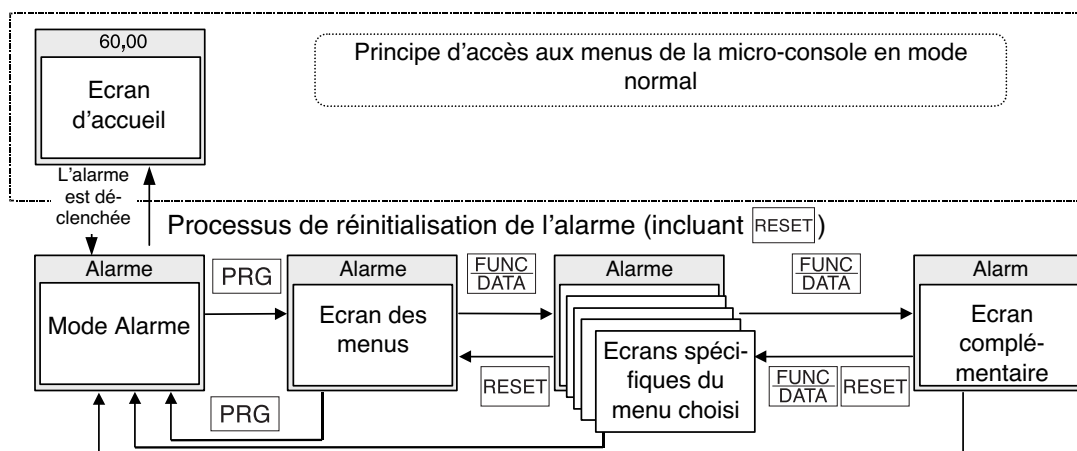 60,00
Ecran
d'accueil
Principe d'accès aux menus de la micro-console en mode
normal
L'alarme
est dé-
clenchée
Processus de réinitialisation de l'alarme (incluant RESET)
Alarme
Mode Alarme
PRG
Alarme
Ecran des
menus
FUNC
DATA
RESET
Alarme
Ecrans spéci-
fiques du
menu choisi
FUNC
DATA
FUNC
DATA
RESET
Alarm
Ecran
complé-
mentaire
PRG